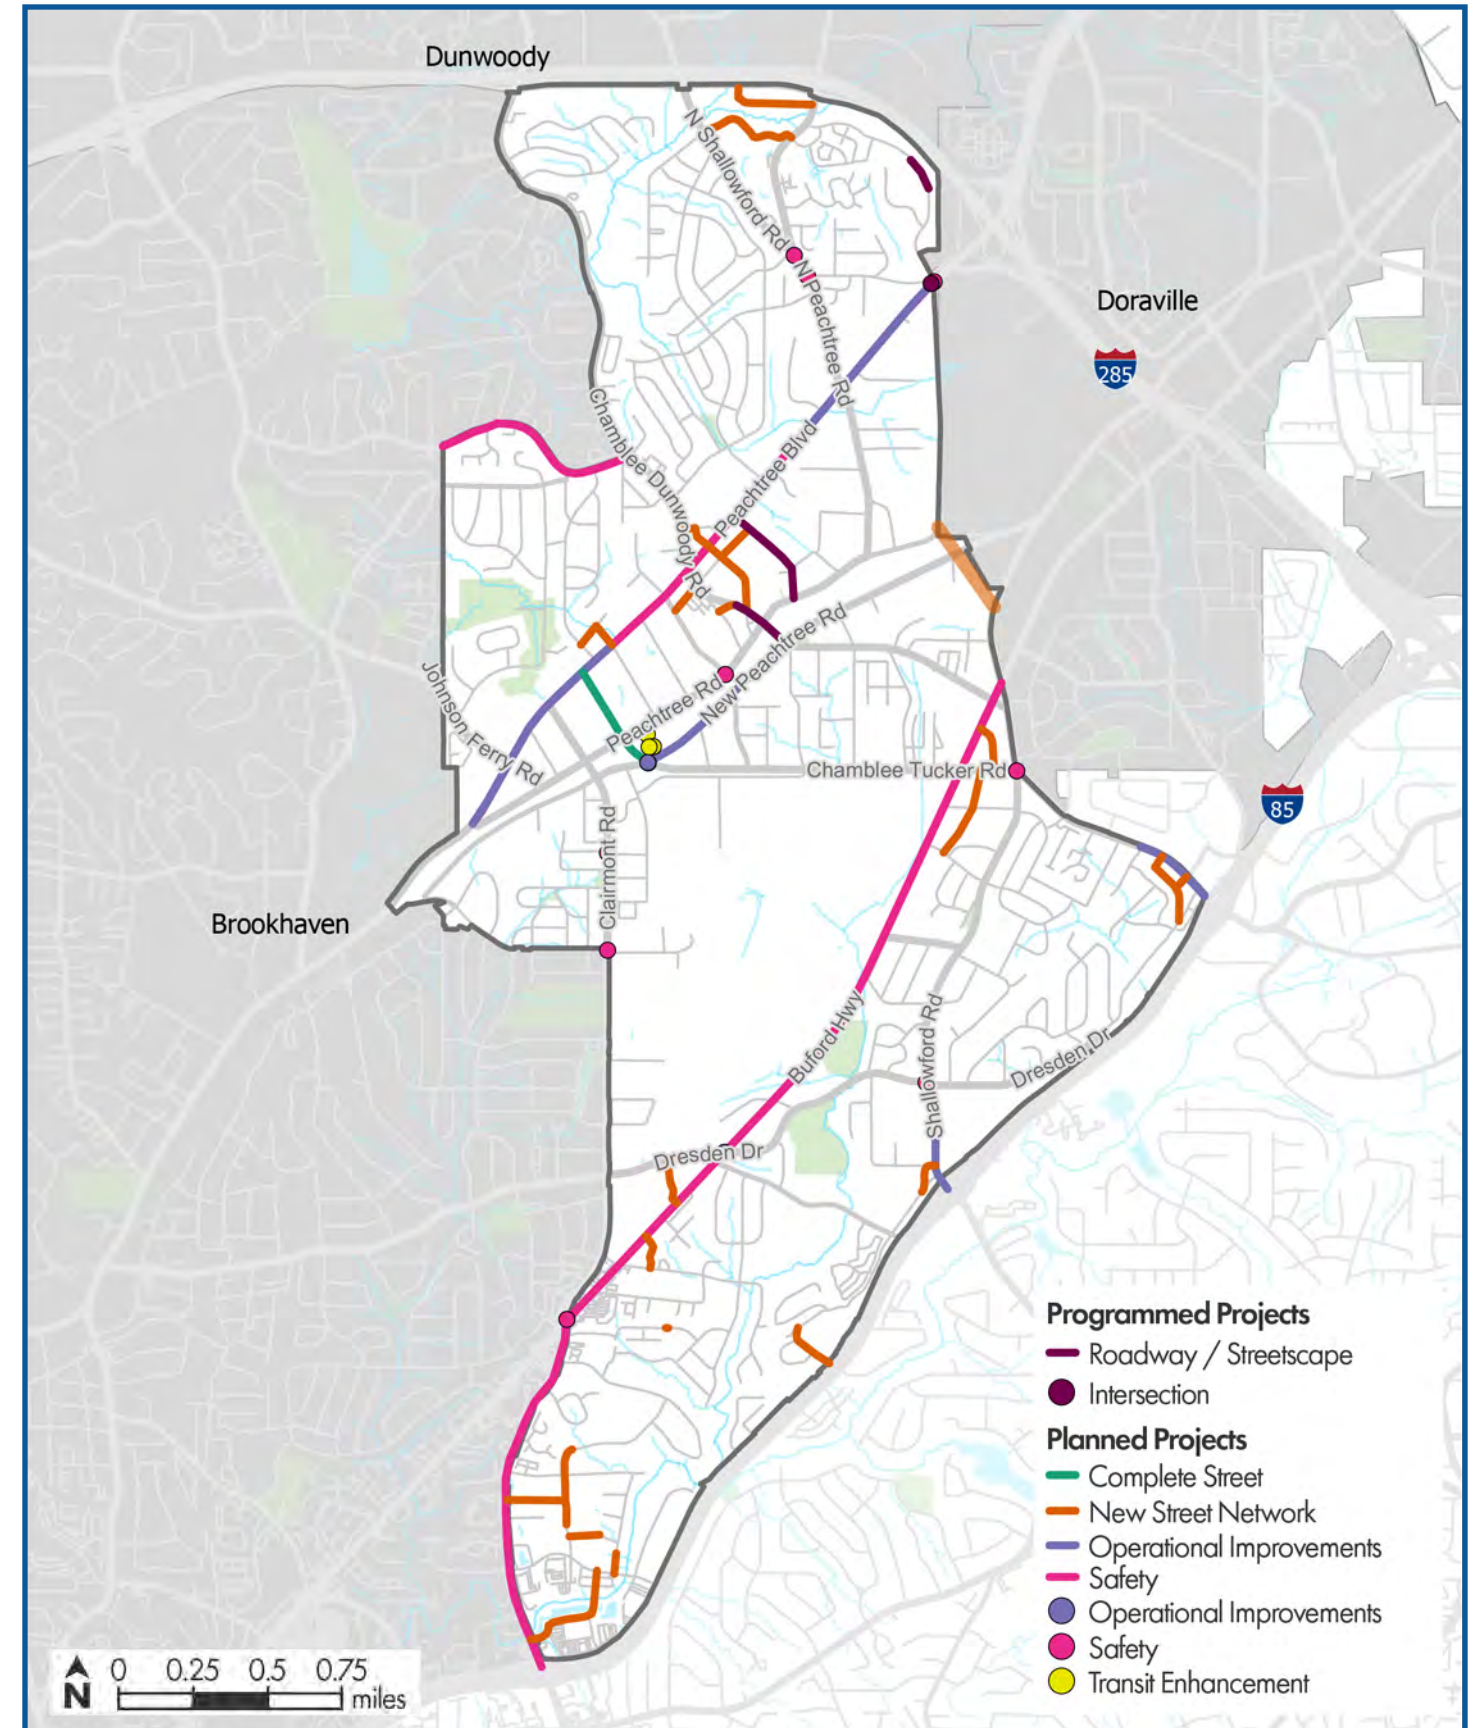 Dunwoody
N Shallowford Rd
N Peachtree Rd
Doraville
285
Chamblee Dunwoody Rd
Peachtree Blvd
New Peachtree Rd
Peachtree Rd
Johnson Ferry Rd
Chamblee Tucker Rd
85
Clairmont Rd
Brookhaven
Buford Hwy
Shallowford Rd
Dresden Dr
Dresden Dr
Programmed Projects
Roadway / Streetscape
Intersection
Planned Projects
Complete Street
New Street Network
Operational Improvements
Safety
Operational Improvements
Safety
Transit Enhancement
N
0 0.25 0.5 0.75
miles